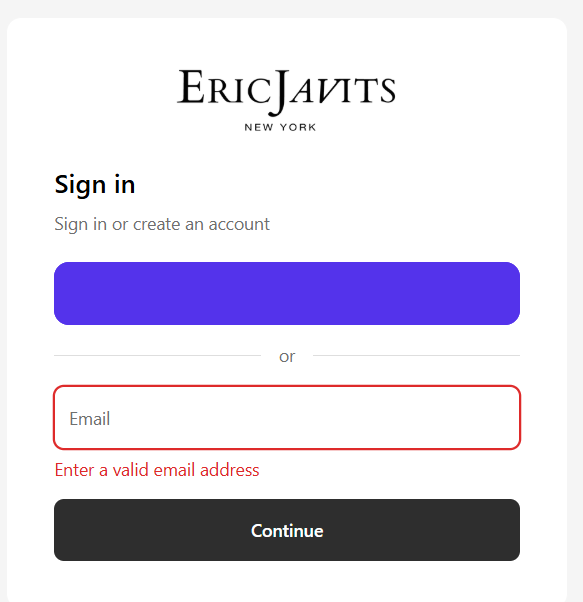 ERICJAVITS
NEW YORK
Sign in
Sign in or create an account
or
Email
Enter a valid email address
Continue